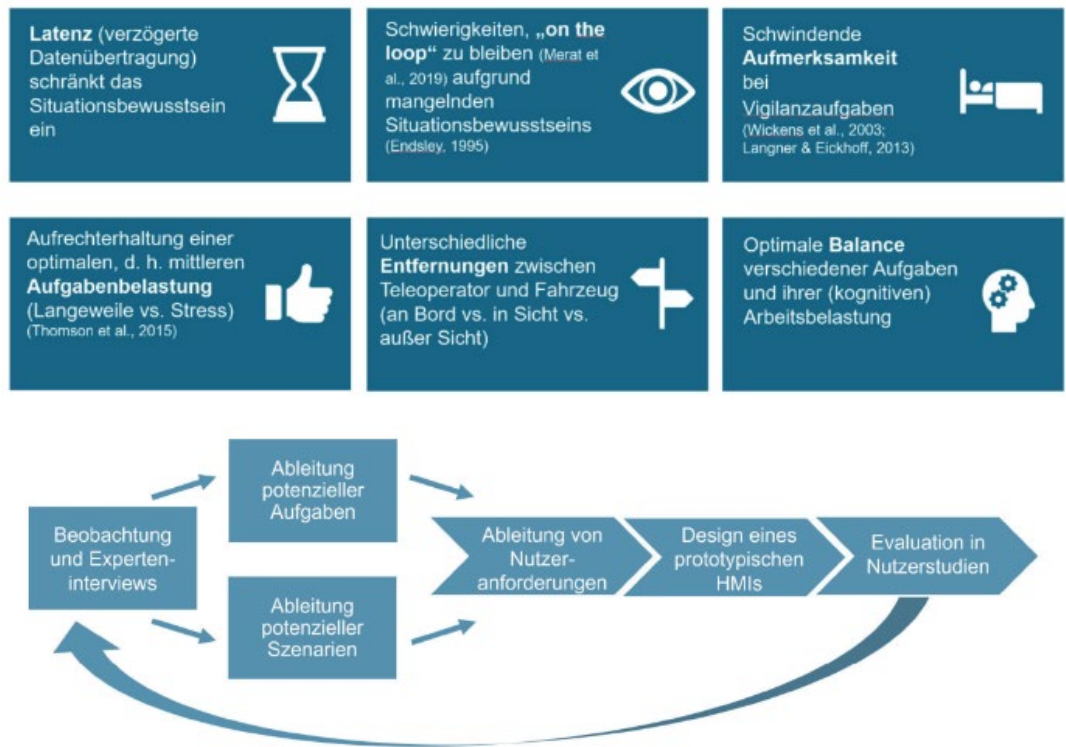 Latenz (verzögerte
Datenübertragung)
schränkt das
Situationsbewusstsein
ein
Schwierigkeiten, „on the
loop“ zu bleiben (Merat et
al., 2019) aufgrund
mangelnden
Situationsbewusstseins
(Endsley, 1995)
Schwindende
Aufmerksamkeit
bei
Vigilanzaufgaben
(Wickens et al., 2003;
Langner & Eickhoff, 2013)
Aufrechterhaltung einer
optimalen, d. h. mittleren
Aufgabenbelastung
(Langeweile vs. Stress)
(Thomson et al., 2015)
Unterschiedliche
Entfernungen zwischen
Teleoperator und Fahrzeug
(an Bord vs. in Sicht vs.
außer Sicht)
Optimale Balance
verschiedener Aufgaben
und ihrer (kognitiven)
Arbeitsbelastung
Beobachtung
und Experten-
interviews
Ableitung
potenzieller
Aufgaben
Ableitung
potenzieller
Szenarien
Ableitung von
Nutzer-
anforderungen
Design eines
prototypischen
HMIs
Evaluation in
Nutzerstudien